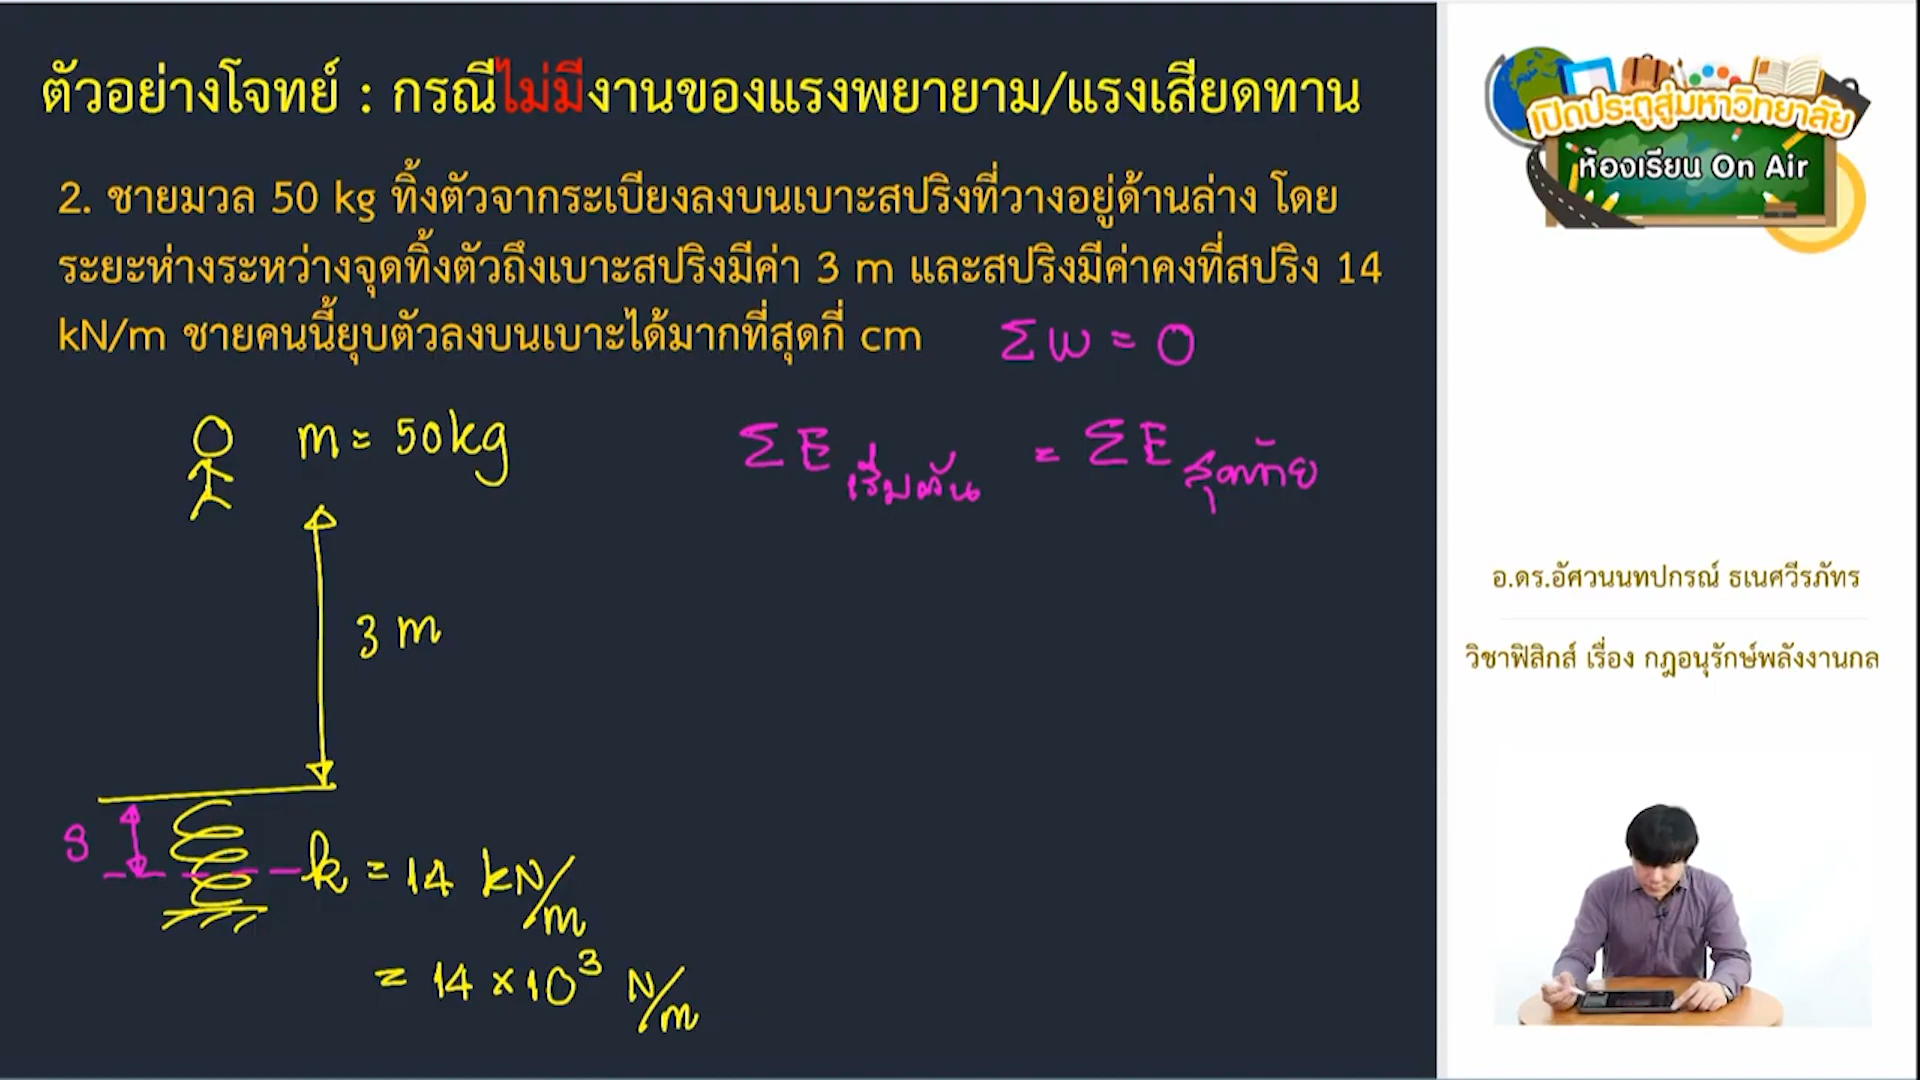 ตัวอย่างโจทย์ : กรณีไม่มีงานของแรงพยายาม/แรงเสียดทาน
2. ชายมวล 50 kg ทิ้งตัวจากระเบียงลงบนเบาะสปริงที่วางอยู่ด้านล่าง โดย
ระยะห่างระหว่างจุดทิ้งตัวถึงเบาะสปริงมีค่า 3 m และสปริงมีค่าคงที่สปริง 14
kN/m ชายคนนี้ยุบตัวลงบนเบาะได้มากที่สุดกี่ cm
ΣW = 0
m = 50 kg
ΣE เริ่มต้น = ΣE สุดท้าย
3 m
S
k = 14 kN/m
= 14 × 10³ N/m
เปิดประตูสู่มหาวิทยาลัย
ห้องเรียน On Air
อ.ดร.อัศวนนทปกรณ์ ธเนศวีรภัทร
วิชาฟิสิกส์ เรื่อง กฎอนุรักษ์พลังงานกล